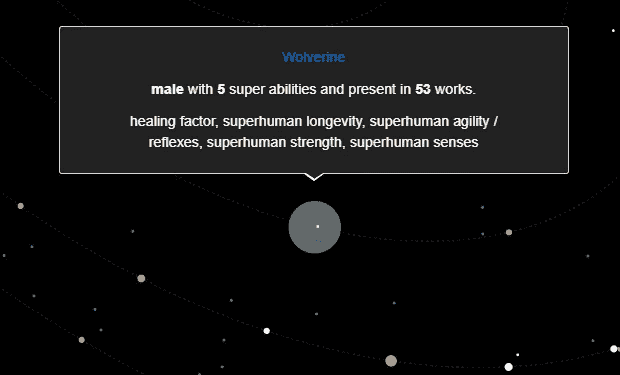 Wolverine
male with 5 super abilities and present in 53 works.
healing factor, superhuman longevity, superhuman agility /
reflexes, superhuman strength, superhuman senses